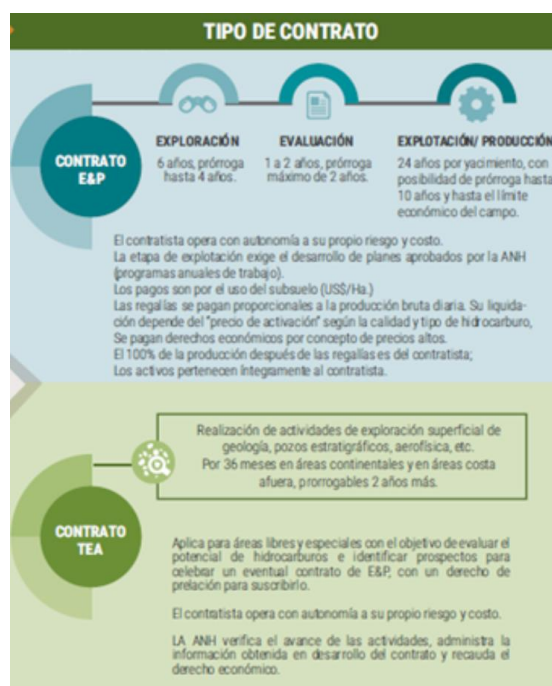 TIPO DE CONTRATO
CONTRATO
E&P
EXPLORACIÓN
6 años, prórroga
hasta 4 años.
EVALUACIÓN
1 a 2 años, prórroga
máximo de 2 años.
EXPLOTACIÓN/ PRODUCCIÓN
24 años por yacimiento, con
posibilidad de prórroga hasta
10 años y hasta el límite
económico del campo.
El contratista opera con autonomía a su propio riesgo y costo.
La etapa de explotación exige el desarrollo de planes aprobados por la ANH
(programas anuales de trabajo).
Los pagos son por el uso del subsuelo (US$/Ha.)
Las regalías se pagan proporcionales a la producción bruta diaria. Su liquida-
ción depende del "precio de activación" según la calidad y tipo de hidrocarburo,
Se pagan derechos económicos por concepto de precios altos.
El 100% de la producción después de las regalías es del contratista;
Los activos pertenecen íntegramente al contratista.
Realización de actividades de exploración superficial de
geología, pozos estratigráficos, aerofísica, etc.
Por 36 meses en áreas continentales y en áreas costa
afuera, prorrogables 2 años más.
CONTRATO
TEA
Aplica para áreas libres y especiales con el objetivo de evaluar el
potencial de hidrocarburos e identificar prospectos para
celebrar un eventual contrato de E&P, con un derecho de
prelación para suscribirlo.
El contratista opera con autonomía a su propio riesgo y costo.
LA ANH verifica el avance de las actividades, administra la
información obtenida en desarrollo del contrato y recauda el
derecho económico.